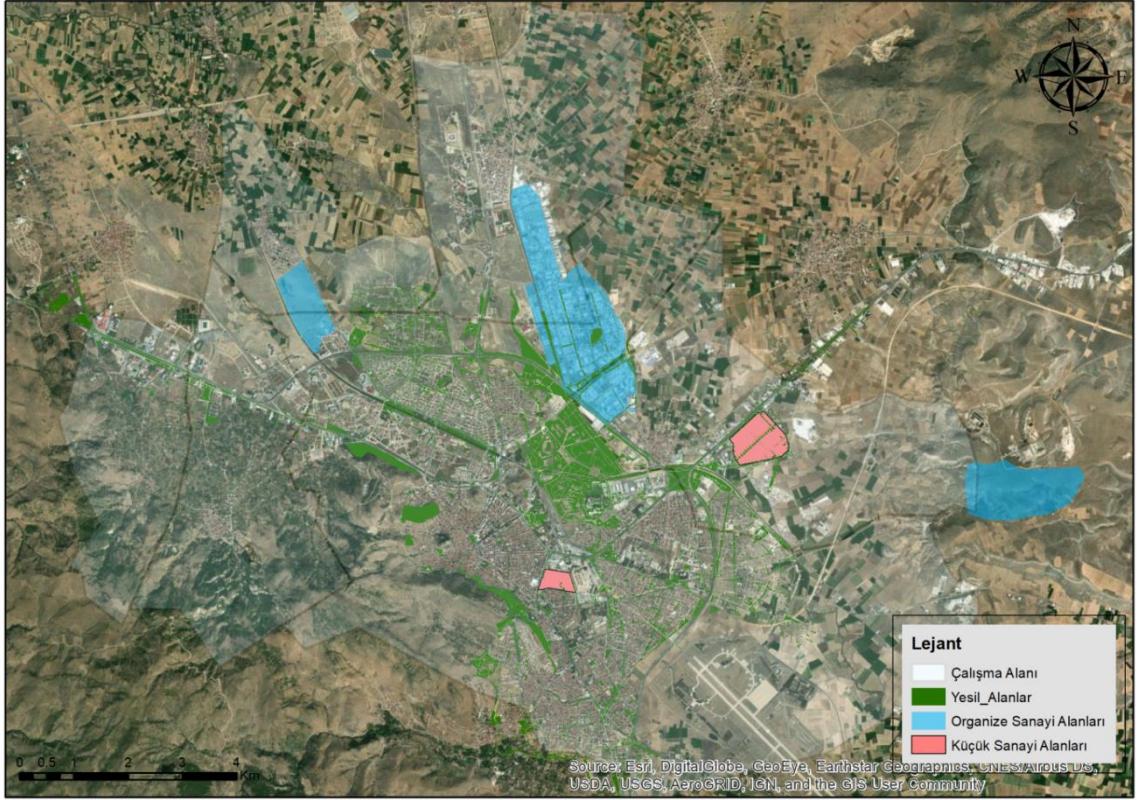 N
W E
S
Lejant
Çalışma Alanı
Yesil_Alanlar
Organize Sanayi Alanları
Küçük Sanayi Alanları
0 0.5 1 2 3 4
Km
Source: Esri, DigitalGlobe, GeoEye, Earthstar Geographics, CNES/Airbus DS,
USDA, USGS, AeroGRID, IGN, and the GIS User Community